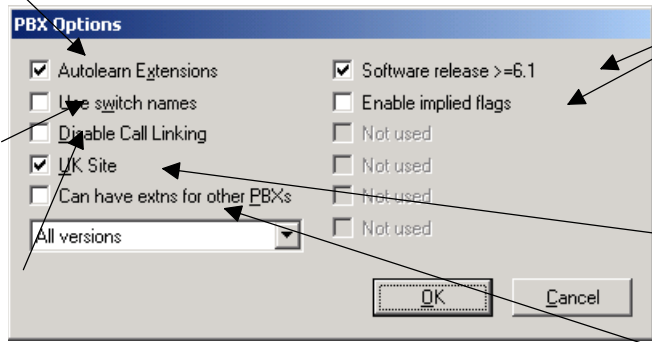 PBX Options
Autolearn Extensions
Use switch names
Disable Call Linking
UK Site
Can have extns for other PBXs
All versions
Software release >=6.1
Enable implied flags
Not used
Not used
Not used
Not used
OK
Cancel